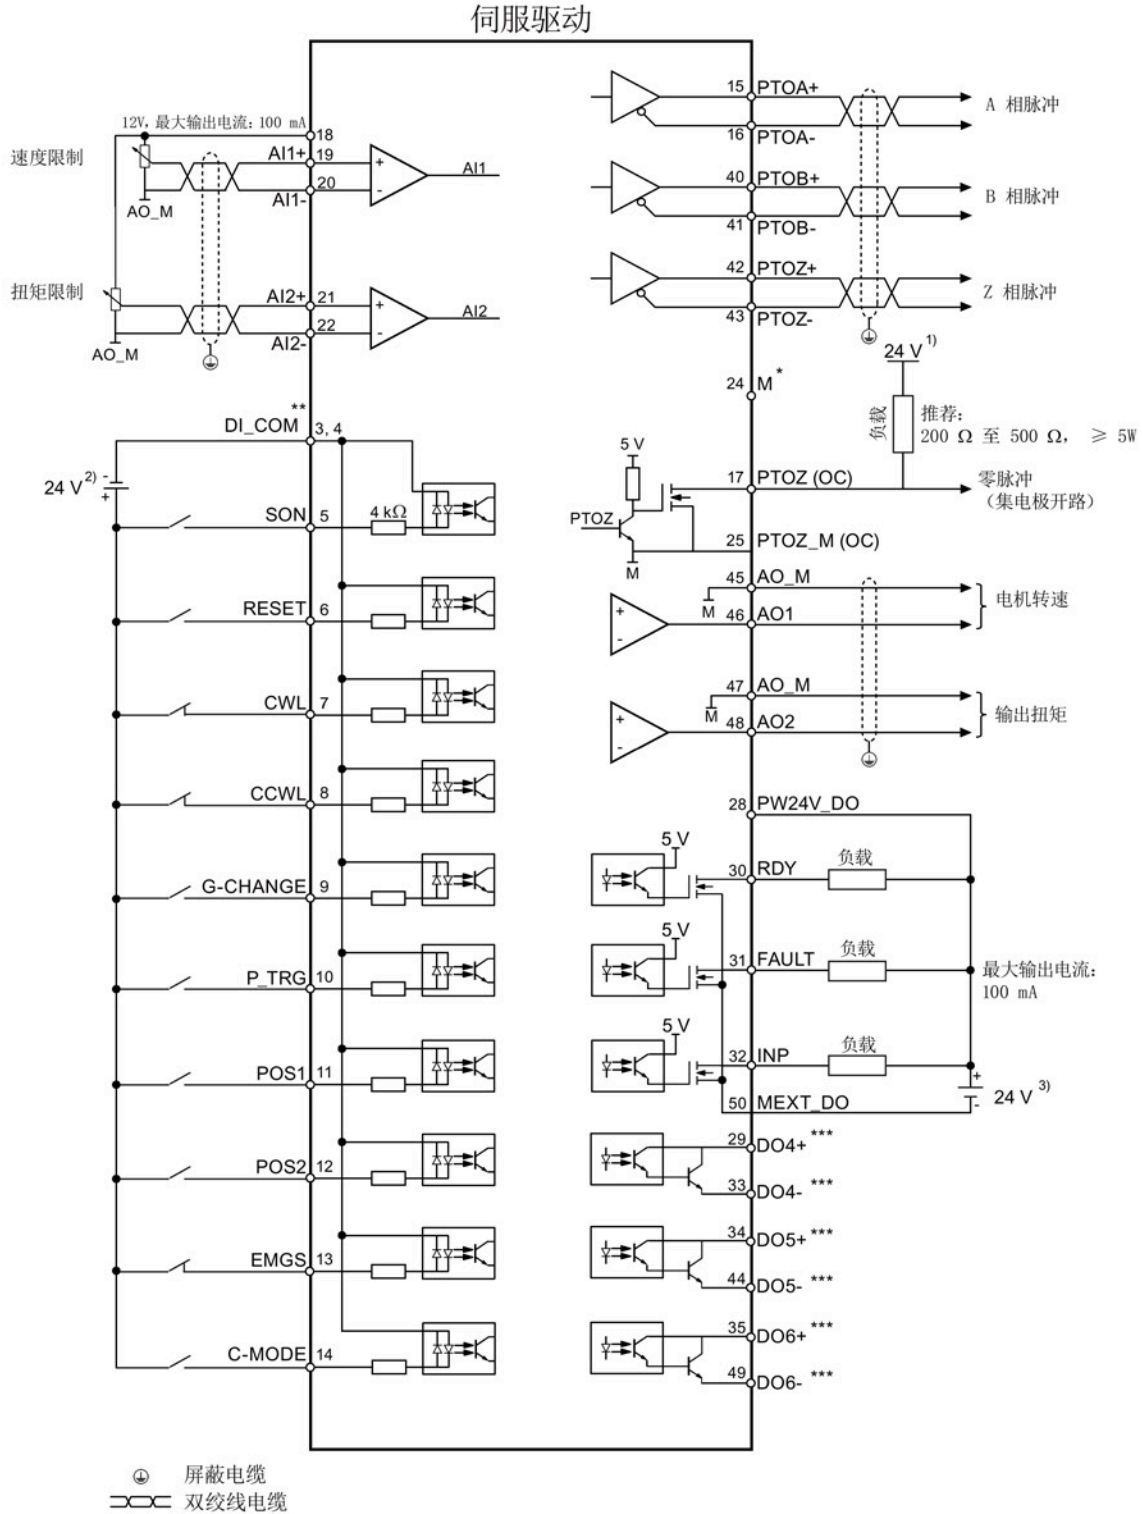 伺服驱动
12V, 最大输出电流: 100 mA
速度限制
18
AI1+ 19
AI1- 20
AI1
AO_M
扭矩限制
AI2+ 21
AI2- 22
AI2
AO_M
**
DI_COM 3, 4
24 V 2)
-
+
SON 5
4 kΩ
RESET 6
CWL 7
CCWL 8
G-CHANGE 9
P_TRG 10
POS1 11
POS2 12
EMGS 13
C-MODE 14
15 PTOA+
16 PTOA-
A 相脉冲
40 PTOB+
41 PTOB-
B 相脉冲
42 PTOZ+
43 PTOZ-
Z 相脉冲
24 M *
24 V 1)
负载
推荐:
200 Ω 至 500 Ω, ≥ 5W
5 V
PTOZ
M
17 PTOZ (OC)
零脉冲
(集电极开路)
25 PTOZ_M (OC)
45 AO_M
M
46 AO1
电机转速
+
-
47 AO_M
M
48 AO2
输出扭矩
+
-
28 PW24V_DO
5 V
30 RDY
负载
5 V
31 FAULT
负载
最大输出电流:
100 mA
5 V
32 INP
负载
+
24 V 3)
-
50 MEXT_DO
29 DO4+ ***
33 DO4- ***
34 DO5+ ***
44 DO5- ***
35 DO6+ ***
49 DO6- ***
屏蔽电缆
双绞线电缆